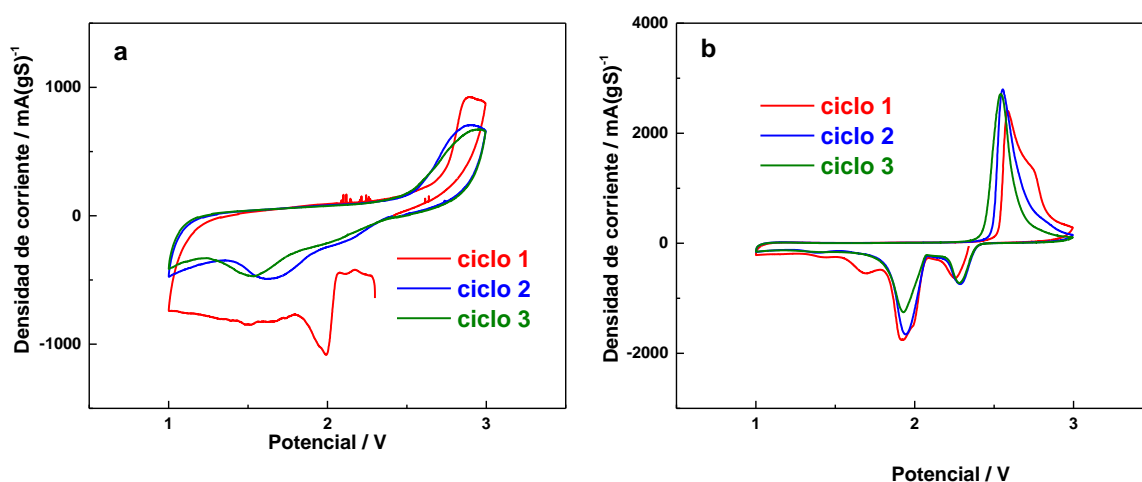 a
Densidad de corriente / mA(gS)-1
1000
0
-1000
ciclo 1
ciclo 2
ciclo 3
1 2 3
Potencial / V
b
Densidad de corriente / mA(gS)-1
4000
2000
0
-2000
ciclo 1
ciclo 2
ciclo 3
1 2 3
Potencial / V